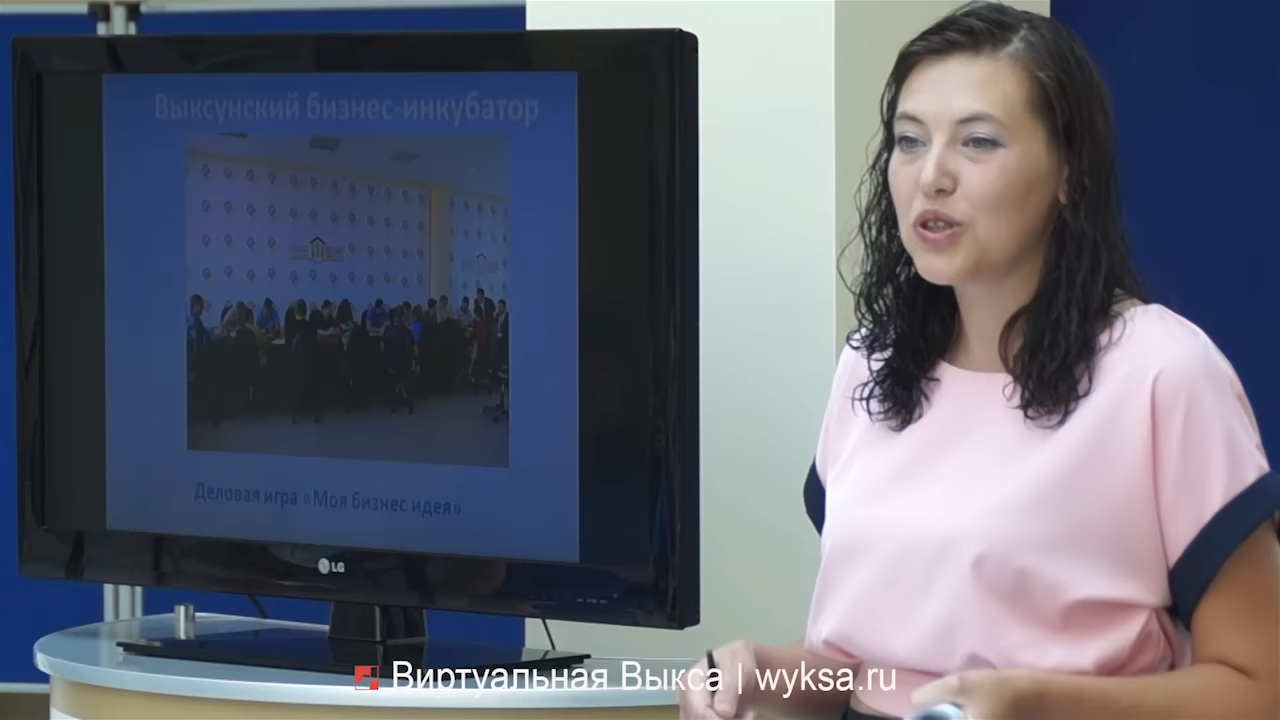 Выксунский бизнес-инкубатор
Деловая игра «Моя бизнес идея»
LG
Виртуальная Выкса | wyksa.ru